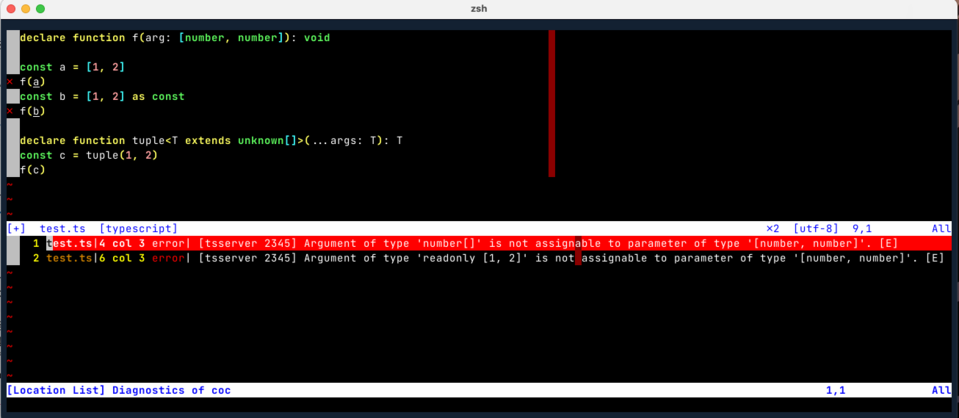 zsh
declare function f(arg: [number, number]): void
const a = [1, 2]
× f(a)
const b = [1, 2] as const
× f(b)
declare function tuple<T extends unknown[]>(...args: T): T
const c = tuple(1, 2)
f(c)
~
~
~
[+] test.ts [typescript] ×2 [utf-8] 9,1 All
1 test.ts|4 col 3 error| [tsserver 2345] Argument of type 'number[]' is not assignable to parameter of type '[number, number]'. [E]
2 test.ts|6 col 3 error| [tsserver 2345] Argument of type 'readonly [1, 2]' is not assignable to parameter of type '[number, number]'. [E]
~
~
~
~
~
~
~
~
[Location List] Diagnostics of coc 1,1 All